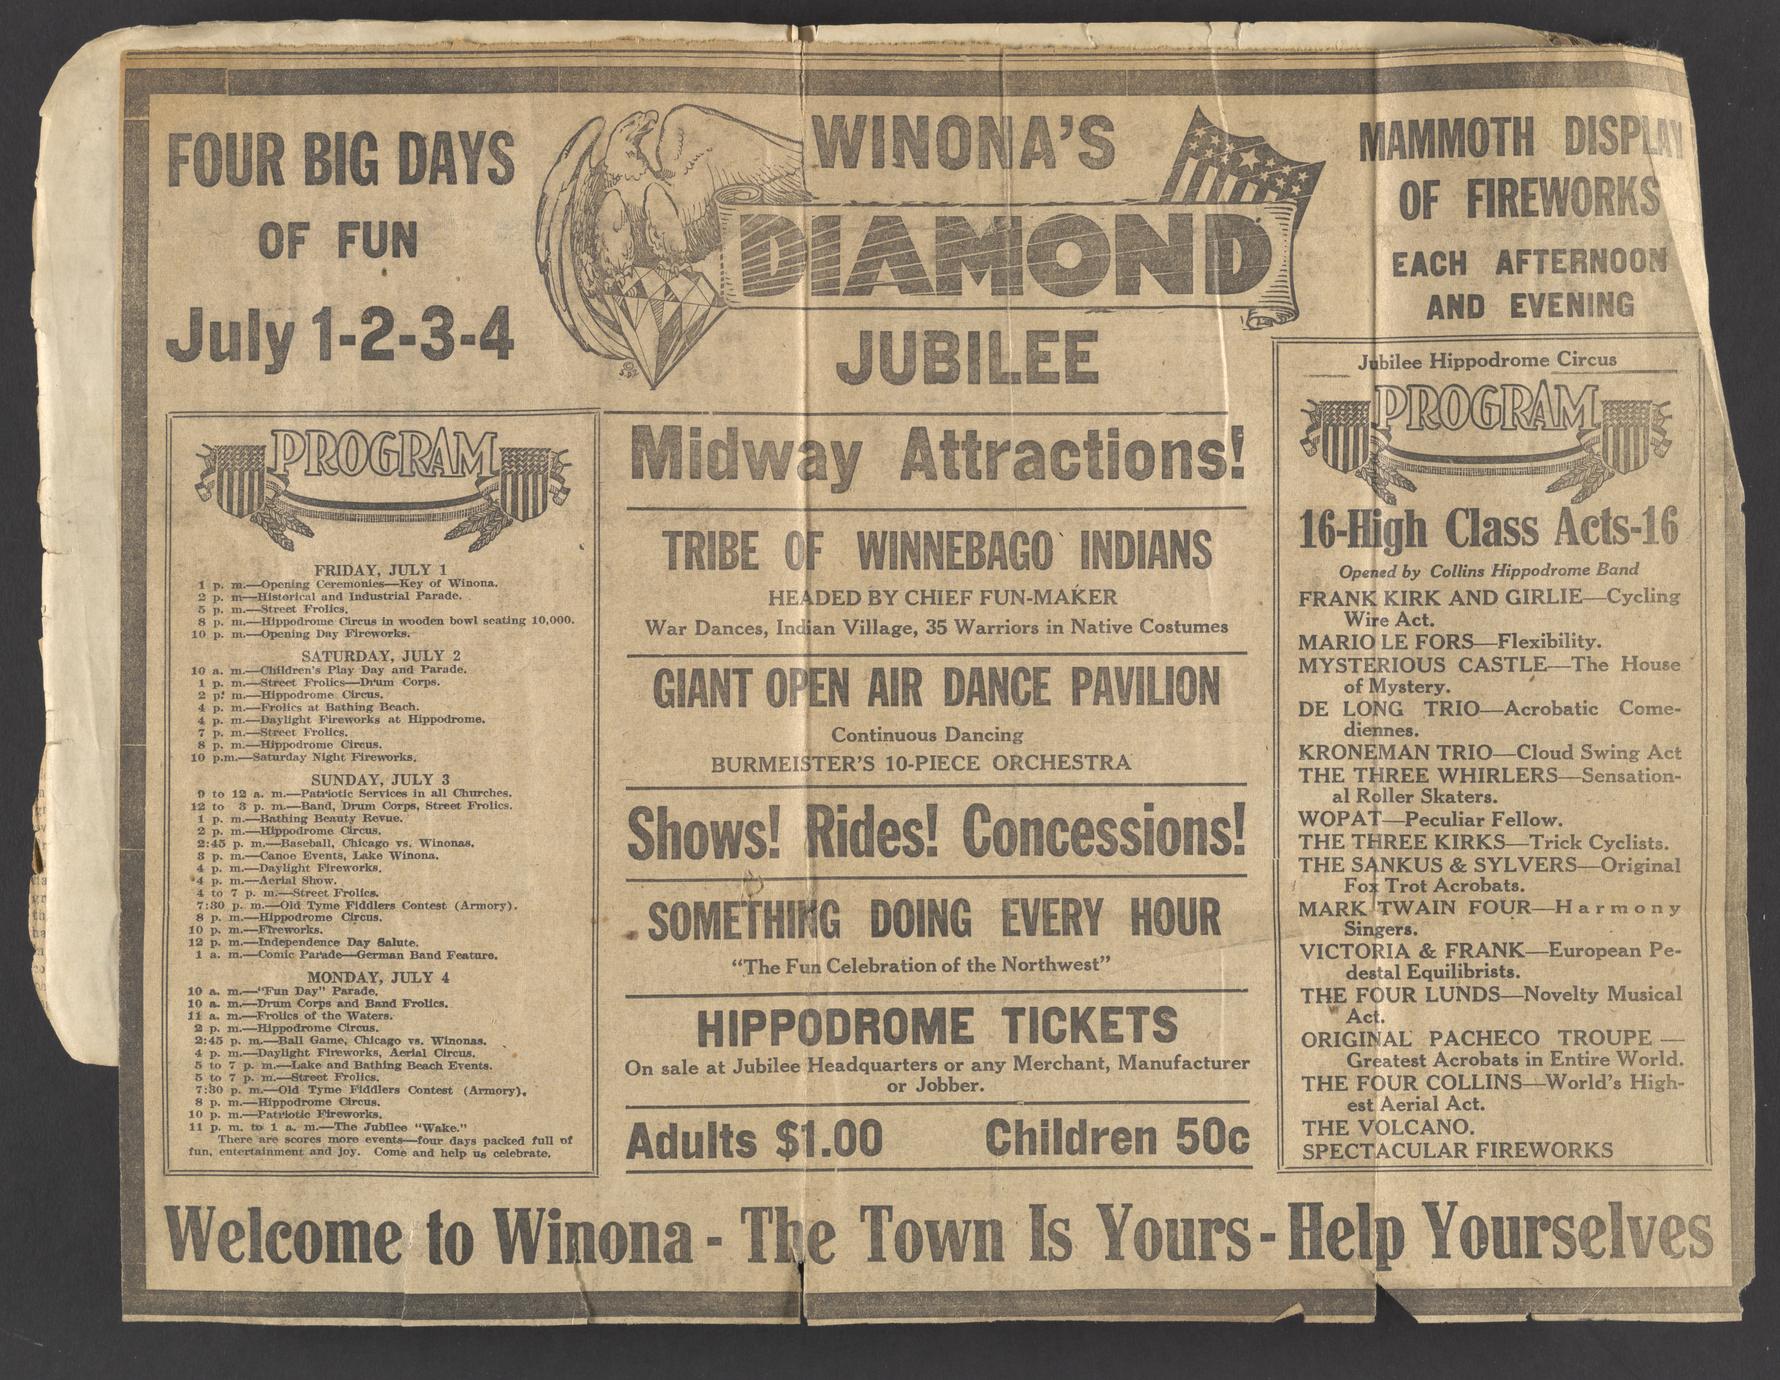 FOUR BIG DAYS
OF FUN
July 1-2-3-4
WINONA'S
DIAMOND
JUBILEE
MAMMOTH DISPLAY
OF FIREWORKS
EACH AFTERNOON
AND EVENING
PROGRAM
FRIDAY, JULY 1
1 p. m.—Opening Ceremonies—Key of Winona.
2 p. m—Historical and Industrial Parade.
5 p. m.—Street Frolics.
8 p. m.—Hippodrome Circus in wooden bowl seating 10,000.
10 p. m.—Opening Day Fireworks.
SATURDAY, JULY 2
10 a. m.—Children's Play Day and Parade.
1 p. m.—Street Frolics—Drum Corps.
2 p. m.—Hippodrome Circus.
4 p. m.—Frolics at Bathing Beach.
4 p. m.—Daylight Fireworks at Hippodrome.
7 p. m.—Street Frolics.
8 p. m.—Hippodrome Circus.
10 p.m.—Saturday Night Fireworks.
SUNDAY, JULY 3
9 to 12 a. m.—Patriotic Services in all Churches.
12 to 3 p. m.—Band, Drum Corps, Street Frolics.
1 p. m.—Bathing Beauty Revue.
2 p. m.—Hippodrome Circus.
2:45 p. m.—Baseball, Chicago vs. Winonas.
3 p. m.—Canoe Events, Lake Winona.
4 p. m.—Daylight Fireworks.
4 p. m.—Aerial Show.
4 to 7 p. m.—Street Frolics.
7:30 p. m.—Old Tyme Fiddlers Contest (Armory).
8 p. m.—Hippodrome Circus.
10 p. m.—Fireworks.
12 p. m.—Independence Day Salute.
1 a. m.—Comic Parade—German Band Feature.
MONDAY, JULY 4
10 a. m.—"Fun Day" Parade.
10 a. m.—Drum Corps and Band Frolics.
11 a. m.—Frolics of the Waters.
2 p. m.—Hippodrome Circus.
2:45 p. m.—Ball Game, Chicago vs. Winonas.
4 p. m.—Daylight Fireworks, Aerial Circus.
5 to 7 p. m.—Lake and Bathing Beach Events.
5 to 7 p. m.—Street Frolics.
7:30 p. m.—Old Tyme Fiddlers Contest (Armory).
8 p. m.—Hippodrome Circus.
10 p. m.—Patriotic Fireworks.
11 p. m. to 1 a. m.—The Jubilee "Wake."
There are scores more events—four days packed full of
fun, entertainment and joy. Come and help us celebrate.
Midway Attractions!
TRIBE OF WINNEBAGO INDIANS
HEADED BY CHIEF FUN-MAKER
War Dances, Indian Village, 35 Warriors in Native Costumes
GIANT OPEN AIR DANCE PAVILION
Continuous Dancing
BURMEISTER'S 10-PIECE ORCHESTRA
Shows! Rides! Concessions!
SOMETHING DOING EVERY HOUR
"The Fun Celebration of the Northwest"
HIPPODROME TICKETS
On sale at Jubilee Headquarters or any Merchant, Manufacturer
or Jobber.
Adults $1.00 Children 50c
Jubilee Hippodrome Circus
PROGRAM
16-High Class Acts-16
Opened by Collins Hippodrome Band
FRANK KIRK AND GIRLIE—Cycling
Wire Act.
MARIO LE FORS—Flexibility.
MYSTERIOUS CASTLE—The House
of Mystery.
DE LONG TRIO—Acrobatic Come-
diennes.
KRONEMAN TRIO—Cloud Swing Act
THE THREE WHIRLERS—Sensation-
al Roller Skaters.
WOPAT—Peculiar Fellow.
THE THREE KIRKS—Trick Cyclists.
THE SANKUS & SYLVERS—Original
Fox Trot Acrobats.
MARK TWAIN FOUR—Harmony
Singers.
VICTORIA & FRANK—European Pe-
destal Equilibrists.
THE FOUR LUNDS—Novelty Musical
Act.
ORIGINAL PACHECO TROUPE—
Greatest Acrobats in Entire World.
THE FOUR COLLINS—World's High-
est Aerial Act.
THE VOLCANO.
SPECTACULAR FIREWORKS
Welcome to Winona - The Town Is Yours - Help Yourselves